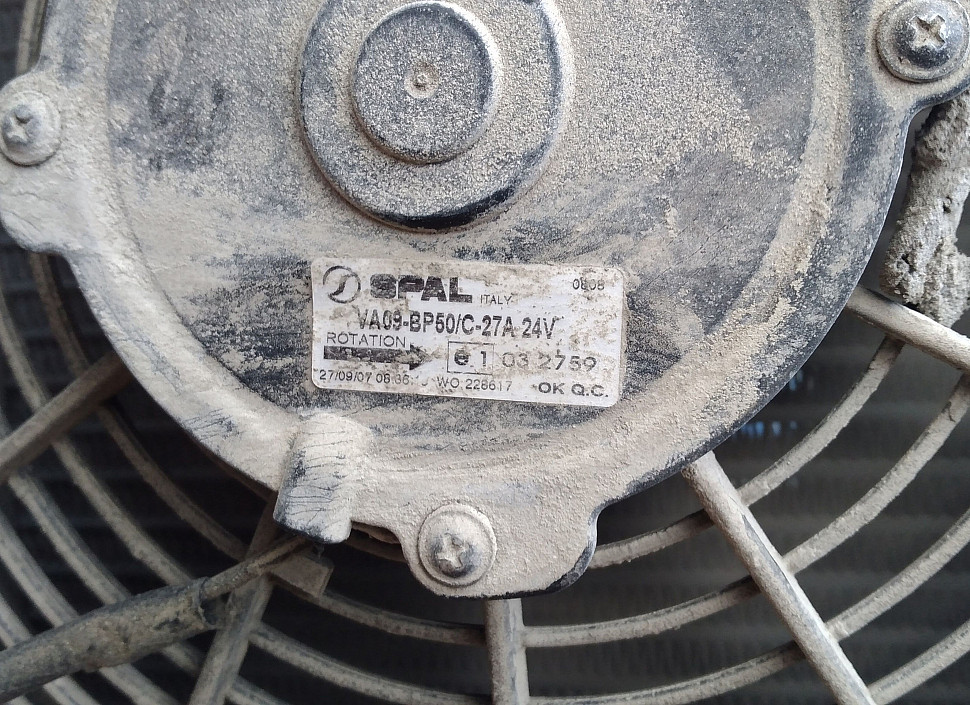 SPAL ITALY 0808
VA09-BP50/C-27A 24V
ROTATION
e 1 03 2759
27/09/07 WO 228617 OK Q.C.